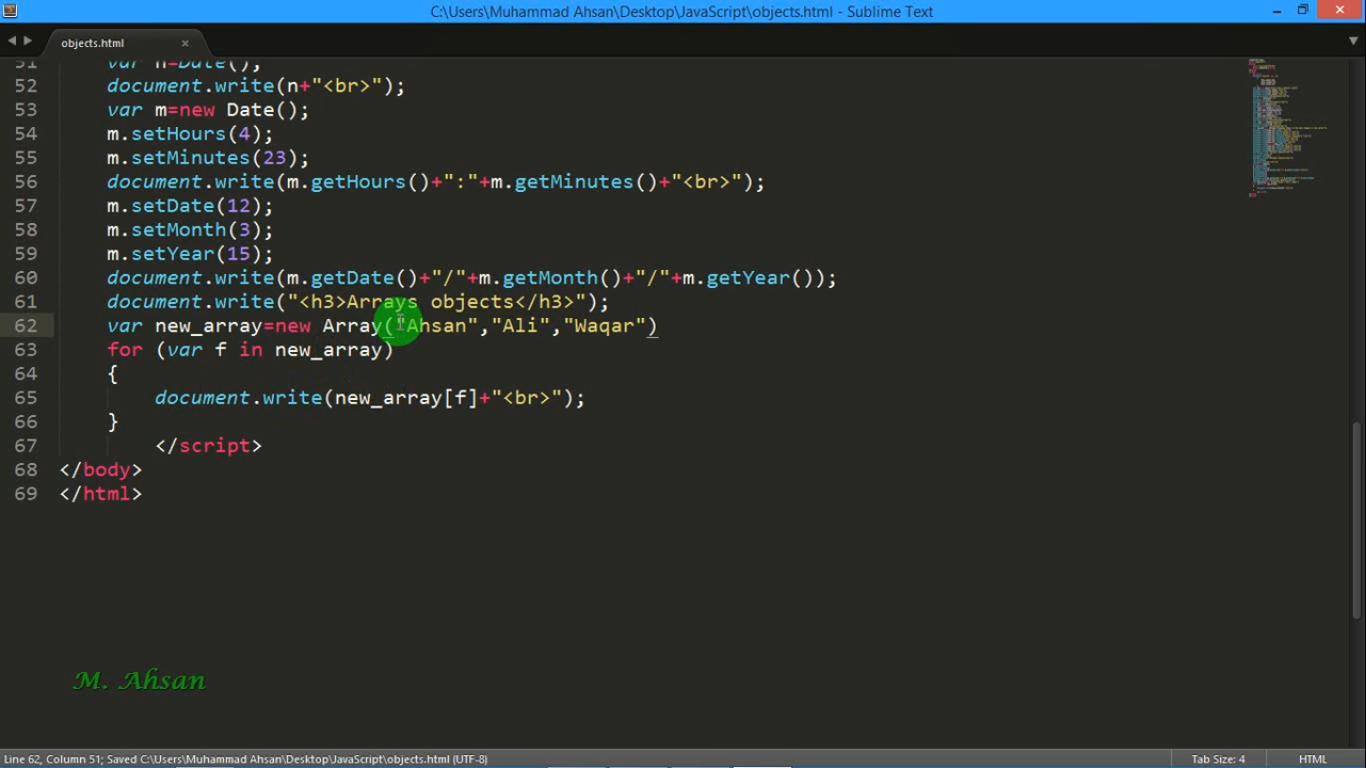 C:\Users\Muhammad Ahsan\Desktop\JavaScript\objects.html - Sublime Text
objects.html
51 var n=Date();
52 document.write(n+"<br>");
53 var m=new Date();
54 m.setHours(4);
55 m.setMinutes(23);
56 document.write(m.getHours()+":"+m.getMinutes()+"<br>");
57 m.setDate(12);
58 m.setMonth(3);
59 m.setYear(15);
60 document.write(m.getDate()+"/"+m.getMonth()+"/"+m.getYear());
61 document.write("<h3>Arrays objects</h3>");
62 var new_array=new Array("Ahsan","Ali","Waqar")
63 for (var f in new_array)
64 {
65 document.write(new_array[f]+"<br>");
66 }
67 </script>
68 </body>
69 </html>
M. Ahsan
Line 62, Column 51; Saved C:\Users\Muhammad Ahsan\Desktop\JavaScript\objects.html (UTF-8)
Tab Size: 4
HTML